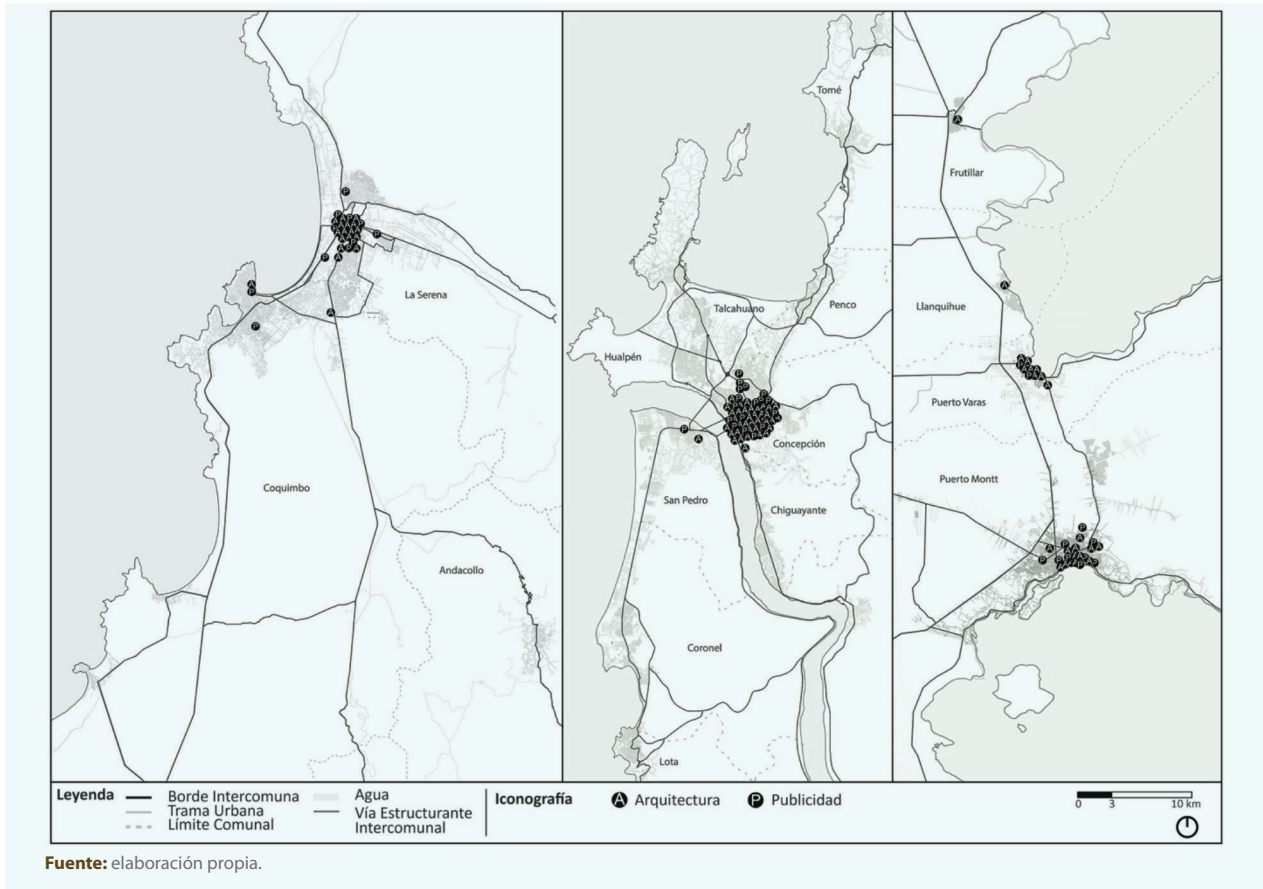 La Serena
Coquimbo
Andacollo
Tomé
Talcahuano
Penco
Hualpén
Concepción
San Pedro
Chiguayante
Coronel
Lota
Frutillar
Llanquihue
Puerto Varas
Puerto Montt
Leyenda
Borde Intercomuna
Trama Urbana
Límite Comunal
Agua
Vía Estructurante
Intercomunal
Iconografía
A Arquitectura
P Publicidad
0 3 10 km
Fuente: elaboración propia.